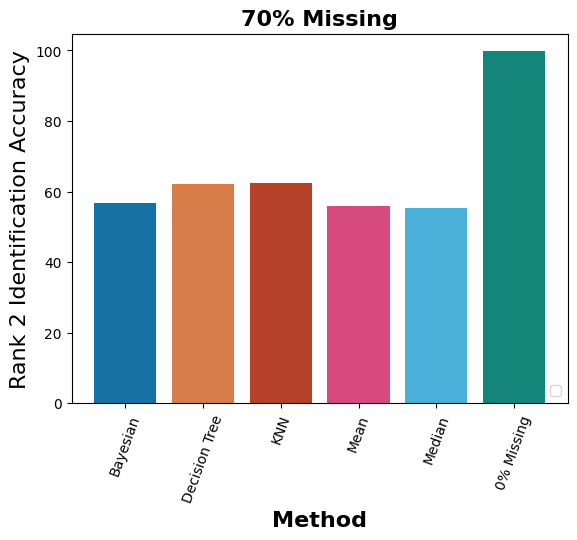 70% Missing
Rank 2 Identification Accuracy
100
80
60
40
20
0
Bayesian
Decision Tree
KNN
Mean
Median
0% Missing
Method